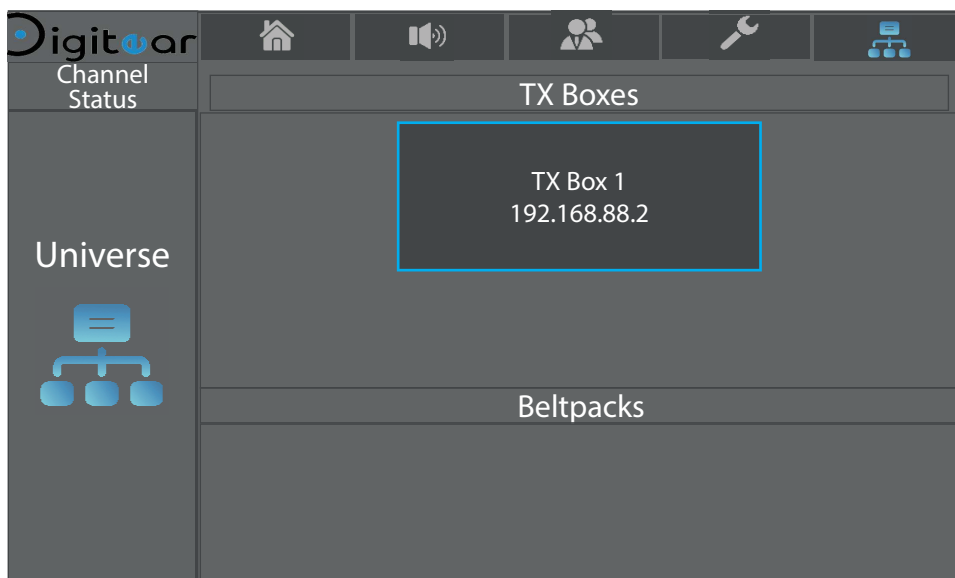 Digitear
Channel
Status
TX Boxes
TX Box 1
192.168.88.2
Universe
Beltpacks